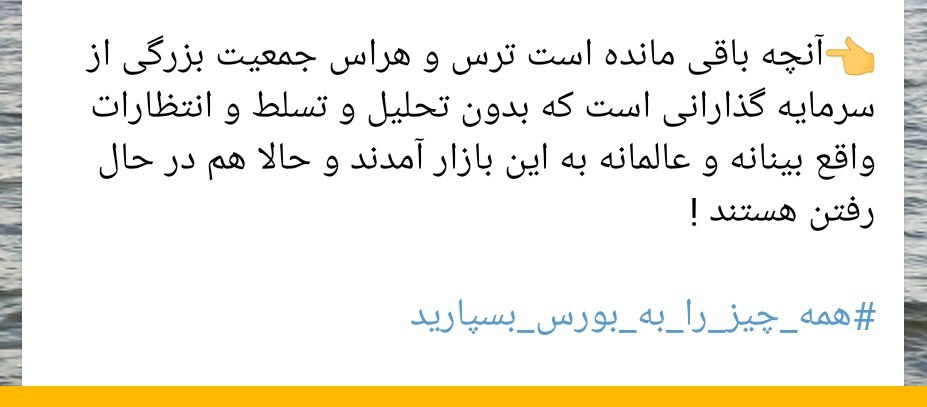 👈آنچه باقی مانده است ترس و هراس جمعیت بزرگی از
سرمایه گذارانی است که بدون تحلیل و تسلط و انتظارات
واقع بینانه و عالمانه به این بازار آمدند و حالا هم در حال
رفتن هستند !
#همه_چیز_را_به_بورس_بسپارید